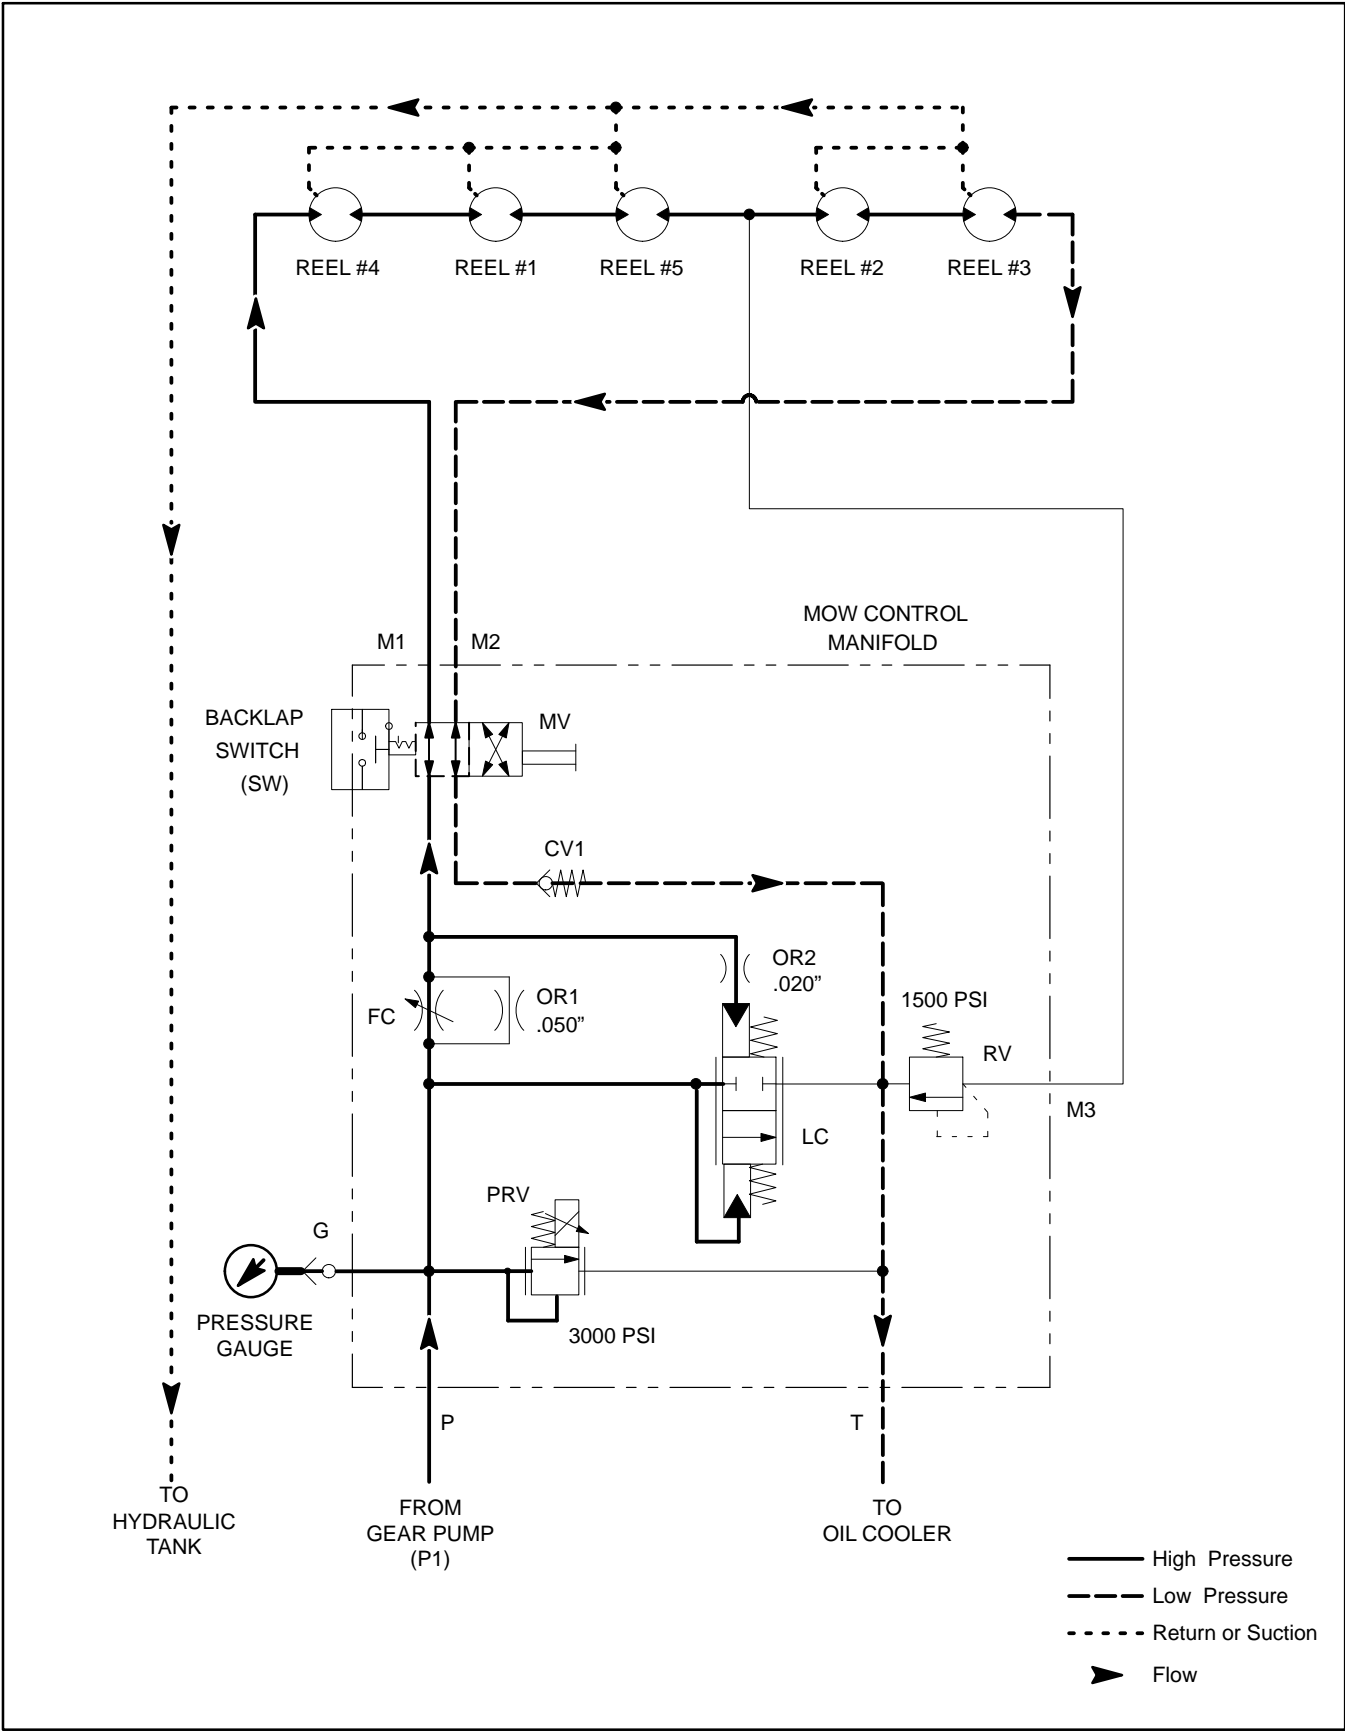 REEL #4
REEL #1
REEL #5
REEL #2
REEL #3
MOW CONTROL
MANIFOLD
M1
M2
BACKLAP
SWITCH
(SW)
MV
CV1
OR2
.020”
1500 PSI
FC
OR1
.050”
RV
M3
LC
PRV
G
PRESSURE
GAUGE
3000 PSI
P
T
TO
HYDRAULIC
TANK
FROM
GEAR PUMP
(P1)
TO
OIL COOLER
High Pressure
Low Pressure
Return or Suction
Flow